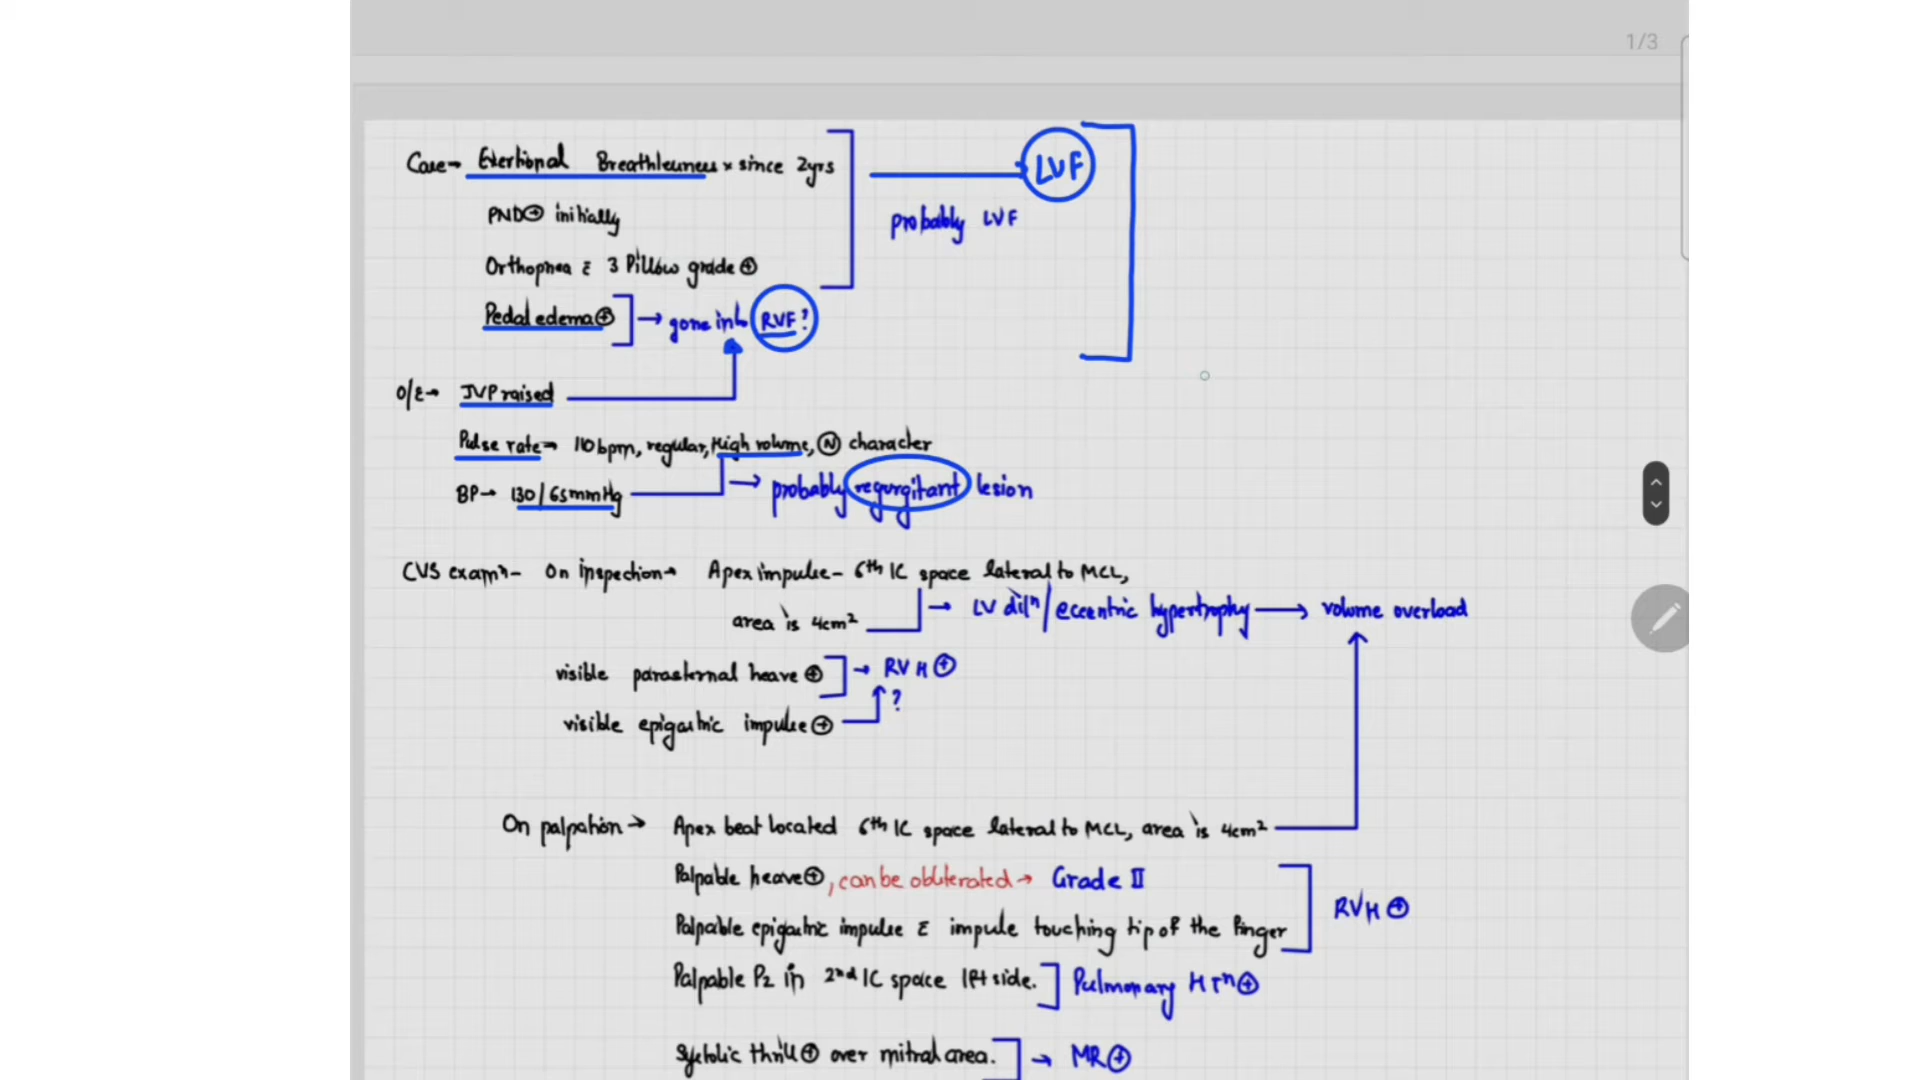 1/3
Case→ Exertional Breathlessness × since 2yrs
LVF
PND⊕ initially
probably LVF
Orthopnea c̄ 3 Pillow grade ⊕
Pedal edema⊕ → gone into RVF?
O/E→ JVP raised
Pulse rate→ 110 bpm, regular, High volume, Ⓝ character
BP→ 130/65mmHg → probably regurgitant lesion
CVS examⁿ- On inspection→ Apex impulse- 6th IC space lateral to MCL,
area is 4cm² → LV dilⁿ/eccentric hypertrophy → volume overload
visible parasternal heave ⊕ → RVH ⊕
?
visible epigastric impulse ⊕
On palpation → Apex beat located 6th IC space lateral to MCL, area is 4cm²
Palpable heave⊕, can be obliterated → Grade II
RVH ⊕
Palpable epigastric impulse c̄ impulse touching tip of the finger
Palpable P2 in 2nd IC space lft side. Pulmonary HTⁿ⊕
Systolic thrill ⊕ over mitral area. → MR⊕